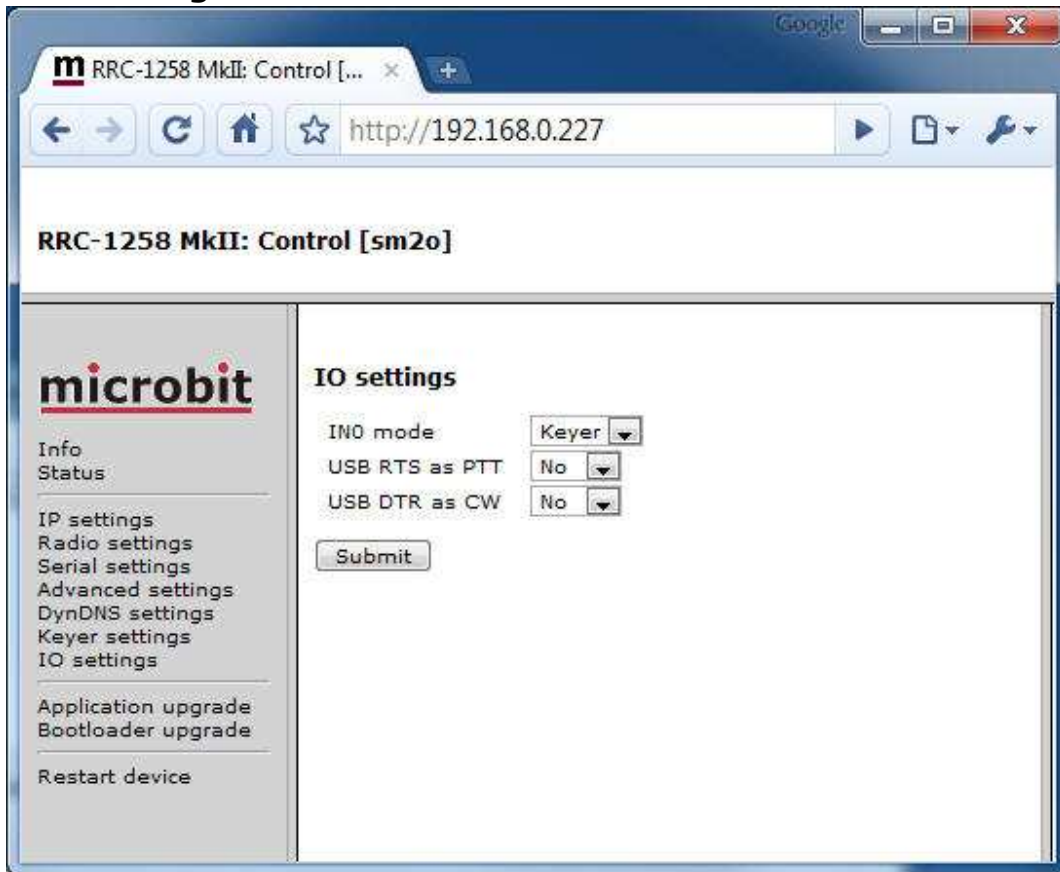 Google
RRC-1258 MkII: Control [...
http://192.168.0.227
RRC-1258 MkII: Control [sm2o]
microbit
Info
Status
IP settings
Radio settings
Serial settings
Advanced settings
DynDNS settings
Keyer settings
IO settings
Application upgrade
Bootloader upgrade
Restart device
IO settings
IN0 mode Keyer
USB RTS as PTT No
USB DTR as CW No
Submit